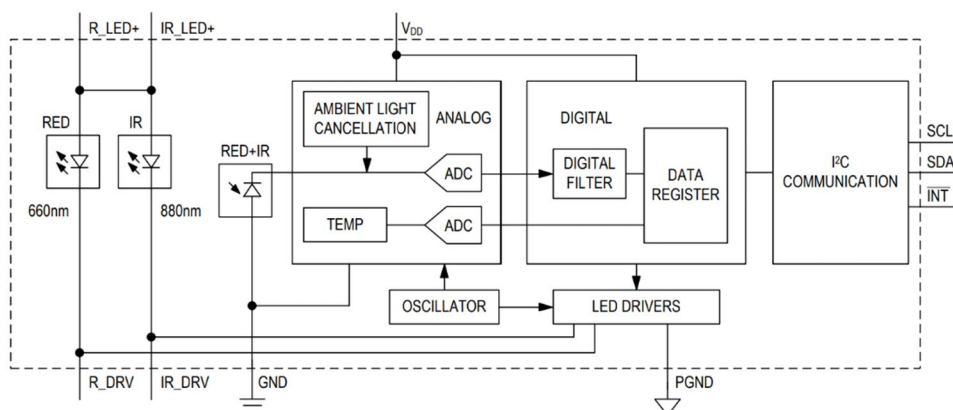 R_LED+ IR_LED+
VDD
RED IR
660nm 880nm
RED+IR
AMBIENT LIGHT
CANCELLATION
ANALOG
ADC
TEMP
ADC
DIGITAL
DIGITAL
FILTER
DATA
REGISTER
I²C
COMMUNICATION
SCL
SDA
INT
OSCILLATOR
LED DRIVERS
R_DRV IR_DRV GND PGND